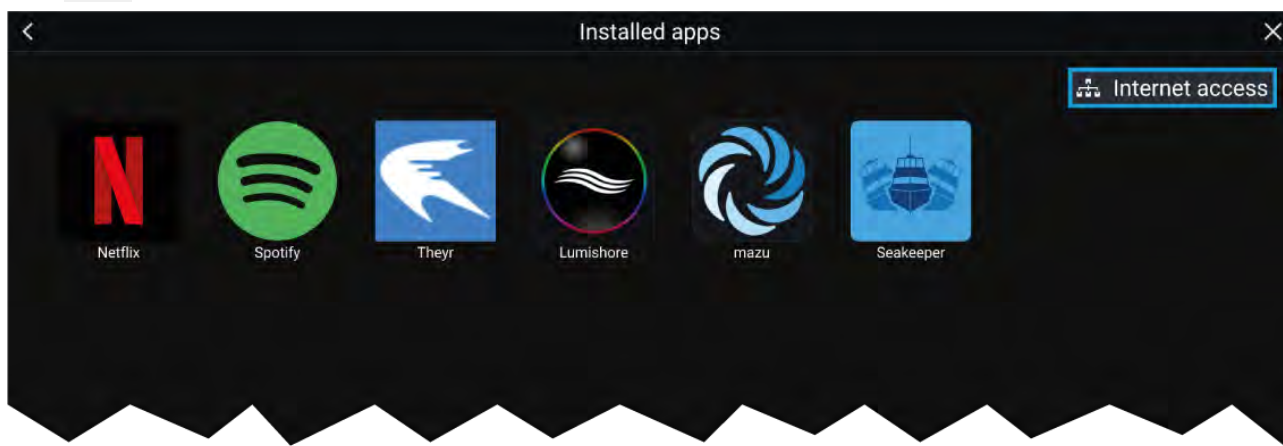 Installed apps
Internet access
N
Netflix
Spotify
Theyr
Lumishore
mazu
Seakeeper